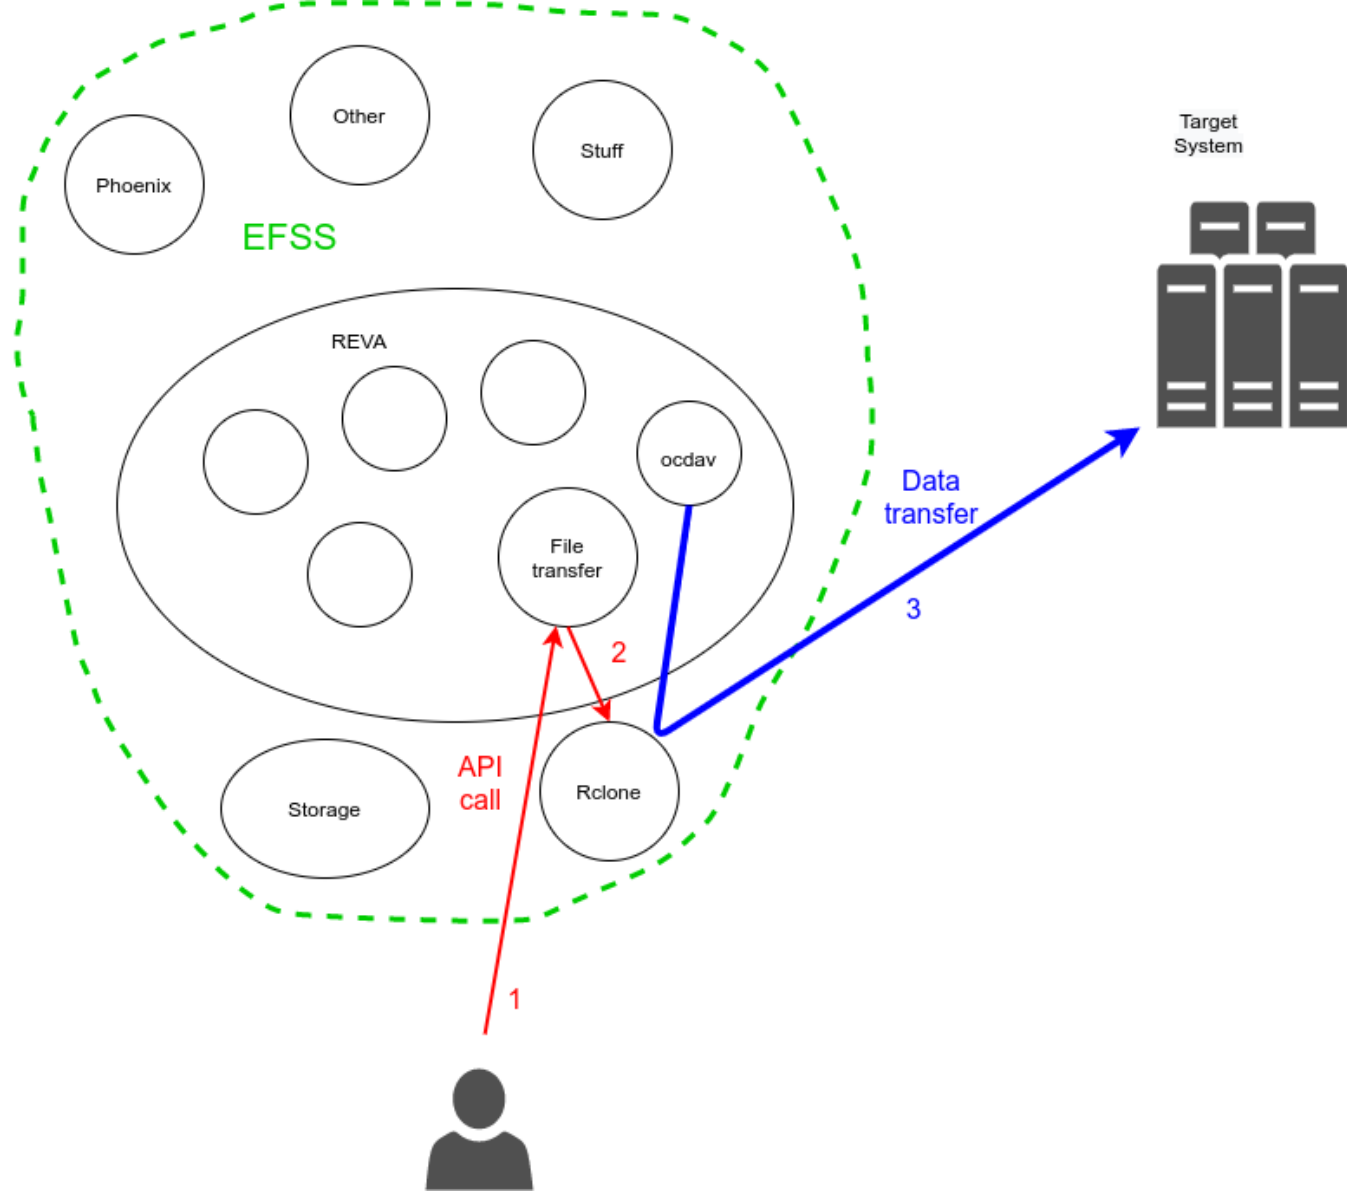 Other
Stuff
Phoenix
EFSS
Target
System
REVA
ocdav
File
transfer
Data
transfer
3
2
API
call
Rclone
Storage
1